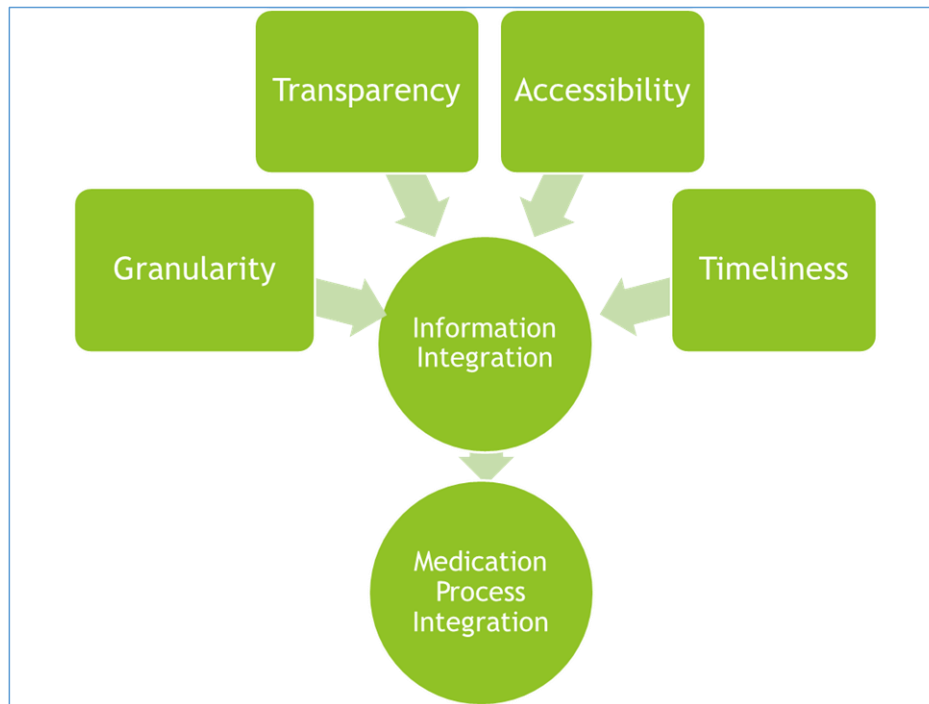 Transparency
Accessibility
Granularity
Timeliness
Information
Integration
Medication
Process
Integration